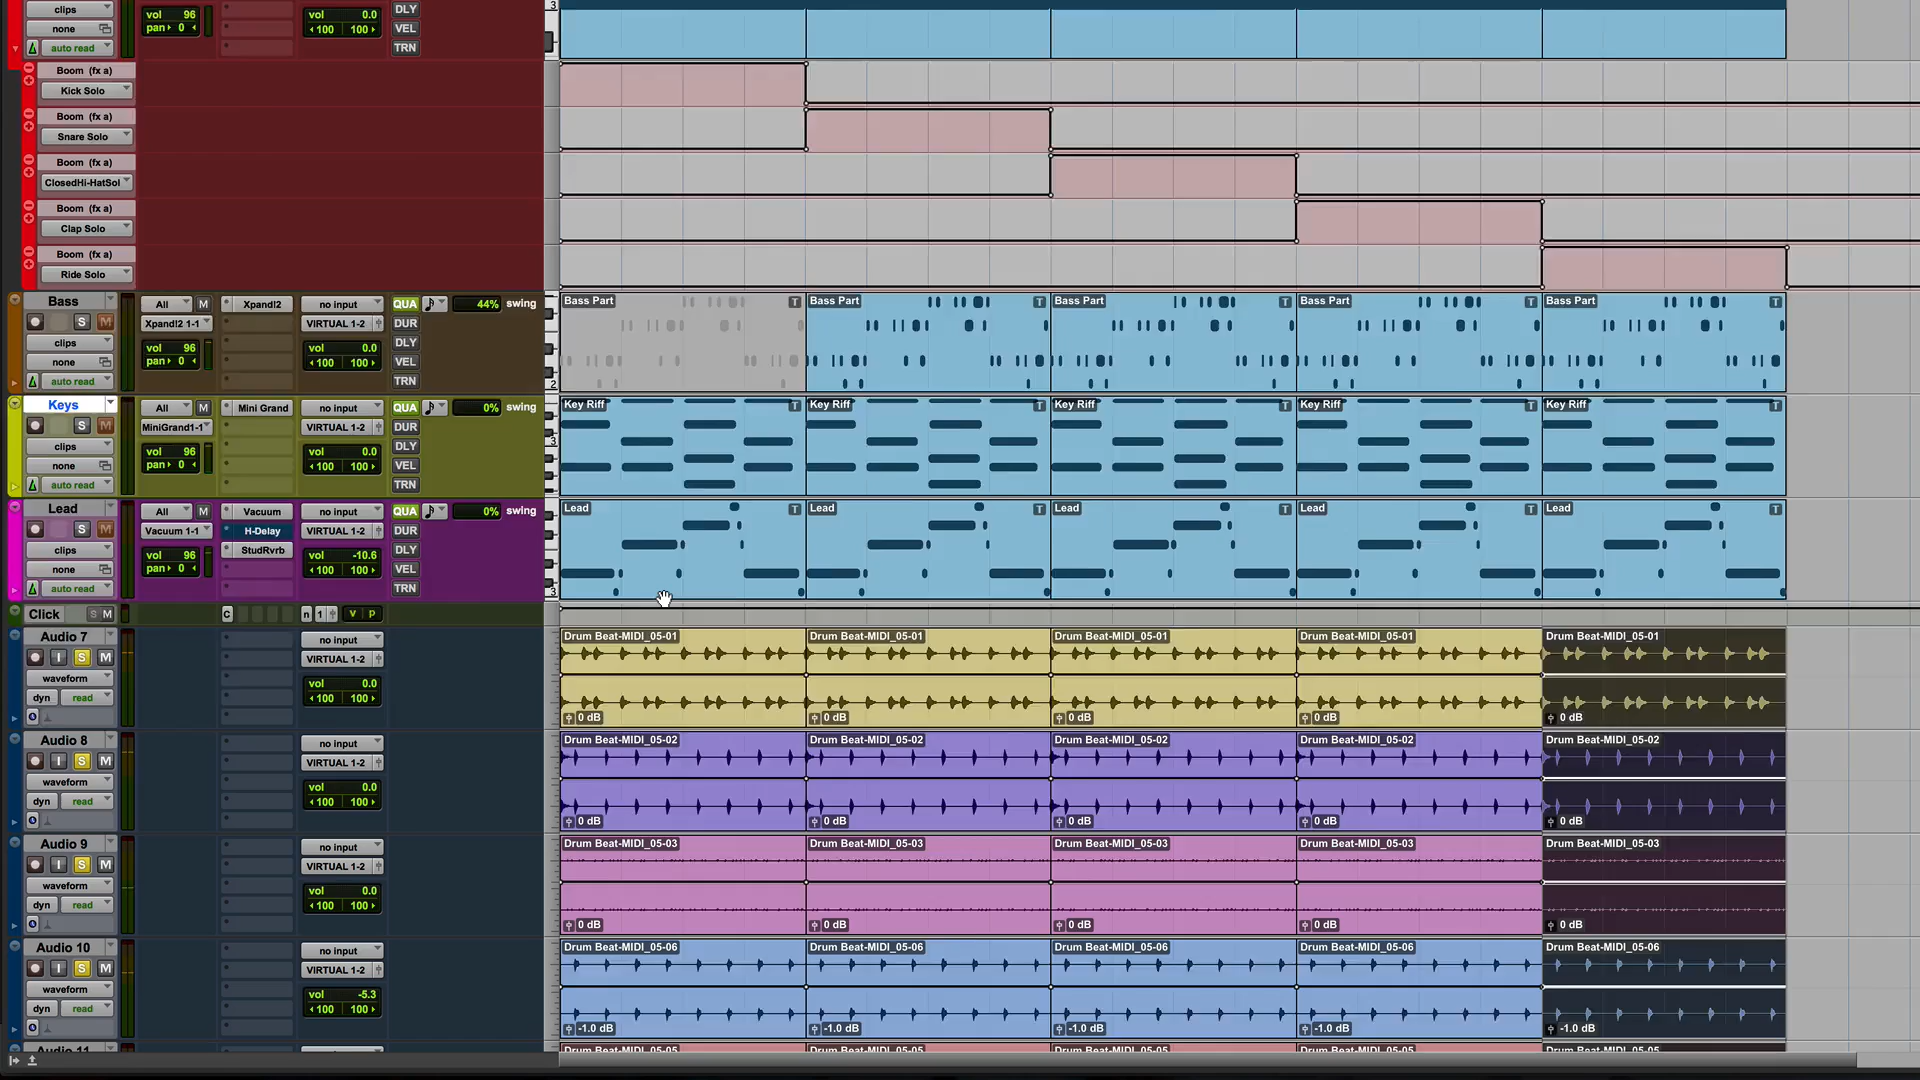 clips
vol 96
vol 0.0
DLY
3
none
pan 0
100 100
VEL
auto read
TRN
Boom (fx a)
Kick Solo
Boom (fx a)
Snare Solo
Boom (fx a)
ClosedHi-HatSol
Boom (fx a)
Clap Solo
Boom (fx a)
Ride Solo
Bass
All M
Xpand!2
no input
QUA
44% swing
Bass Part T
Bass Part T
Bass Part T
Bass Part T
Bass Part T
S M
Xpand!2 1-1
VIRTUAL 1-2
DUR
clips
vol 96
vol 0.0
DLY
none
pan 0
100 100
VEL
auto read
TRN
2
Keys
All M
Mini Grand
no input
QUA
0% swing
Key Riff T
Key Riff T
Key Riff T
Key Riff T
Key Riff T
S M
MiniGrand1-1
VIRTUAL 1-2
DUR
clips
vol 96
vol 0.0
DLY
3
none
pan 0
100 100
VEL
auto read
TRN
Lead
All M
Vacuum
no input
QUA
0% swing
Lead T
Lead T
Lead T
Lead T
Lead T
S M
Vacuum 1-1
H-Delay
VIRTUAL 1-2
DUR
clips
vol 96
StudRvrb
vol -10.6
DLY
none
pan 0
100 100
VEL
auto read
TRN
3
Click
S M
C
n 1
v p
Audio 7
no input
Drum Beat-MIDI_05-01
Drum Beat-MIDI_05-01
Drum Beat-MIDI_05-01
Drum Beat-MIDI_05-01
Drum Beat-MIDI_05-01
I S M
VIRTUAL 1-2
waveform
vol 0.0
dyn read
100 100
0 dB
0 dB
0 dB
0 dB
0 dB
Audio 8
no input
Drum Beat-MIDI_05-02
Drum Beat-MIDI_05-02
Drum Beat-MIDI_05-02
Drum Beat-MIDI_05-02
Drum Beat-MIDI_05-02
I S M
VIRTUAL 1-2
waveform
vol 0.0
dyn read
100 100
0 dB
0 dB
0 dB
0 dB
0 dB
Audio 9
no input
Drum Beat-MIDI_05-03
Drum Beat-MIDI_05-03
Drum Beat-MIDI_05-03
Drum Beat-MIDI_05-03
Drum Beat-MIDI_05-03
I S M
VIRTUAL 1-2
waveform
vol 0.0
dyn read
100 100
0 dB
0 dB
0 dB
0 dB
0 dB
Audio 10
no input
Drum Beat-MIDI_05-06
Drum Beat-MIDI_05-06
Drum Beat-MIDI_05-06
Drum Beat-MIDI_05-06
Drum Beat-MIDI_05-06
I S M
VIRTUAL 1-2
waveform
vol -5.3
dyn read
100 100
-1.0 dB
-1.0 dB
-1.0 dB
-1.0 dB
-1.0 dB
Audio 11
Drum Beat-MIDI_05-05
Drum Beat-MIDI_05-05
Drum Beat-MIDI_05-05
Drum Beat-MIDI_05-05
Drum Beat-MIDI_05-05